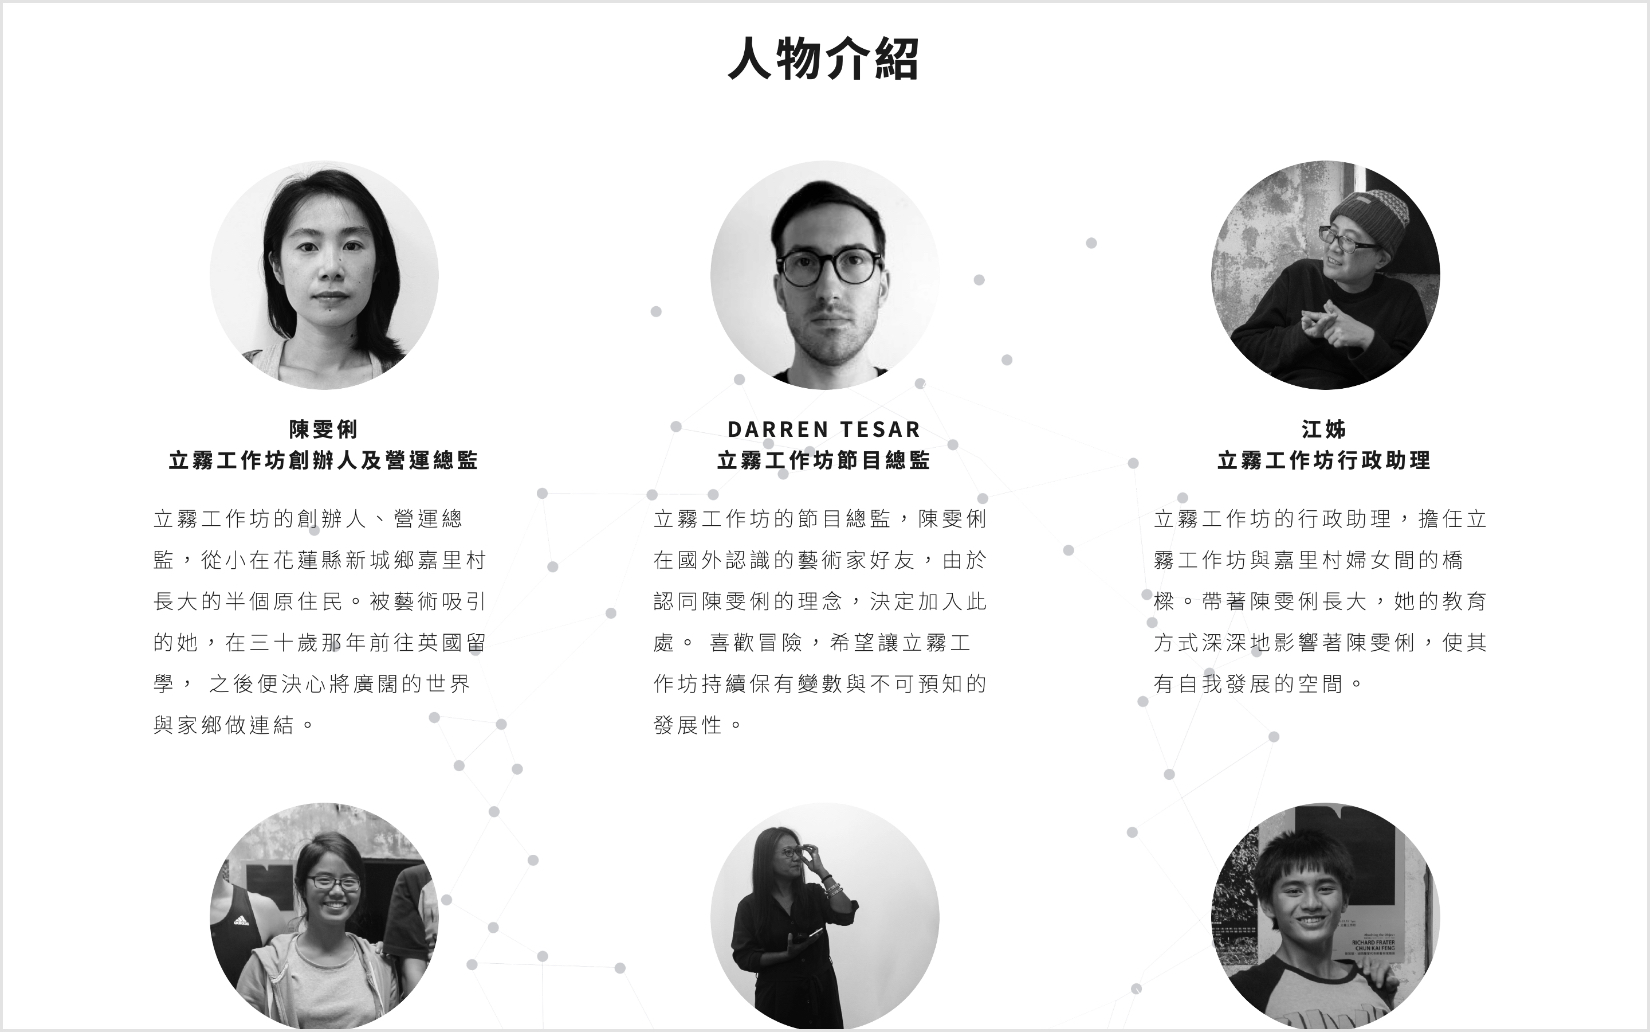 人物介紹
陳雯俐
立霧工作坊創辦人及營運總監
立霧工作坊的創辦人、營運總
監，從小在花蓮縣新城鄉嘉里村
長大的半個原住民。被藝術吸引
的她，在三十歲那年前往英國留
學， 之後便決心將廣闊的世界
與家鄉做連結。
DARREN TESAR
立霧工作坊節目總監
立霧工作坊的節目總監，陳雯俐
在國外認識的藝術家好友，由於
認同陳雯俐的理念，決定加入此
處。 喜歡冒險，希望讓立霧工
作坊持續保有變數與不可預知的
發展性。
江姊
立霧工作坊行政助理
立霧工作坊的行政助理，擔任立
霧工作坊與嘉里村婦女間的橋
樑。帶著陳雯俐長大，她的教育
方式深深地影響著陳雯俐，使其
有自我發展的空間。
adidas
RICHARD FRATER
CHUN KAI FENG